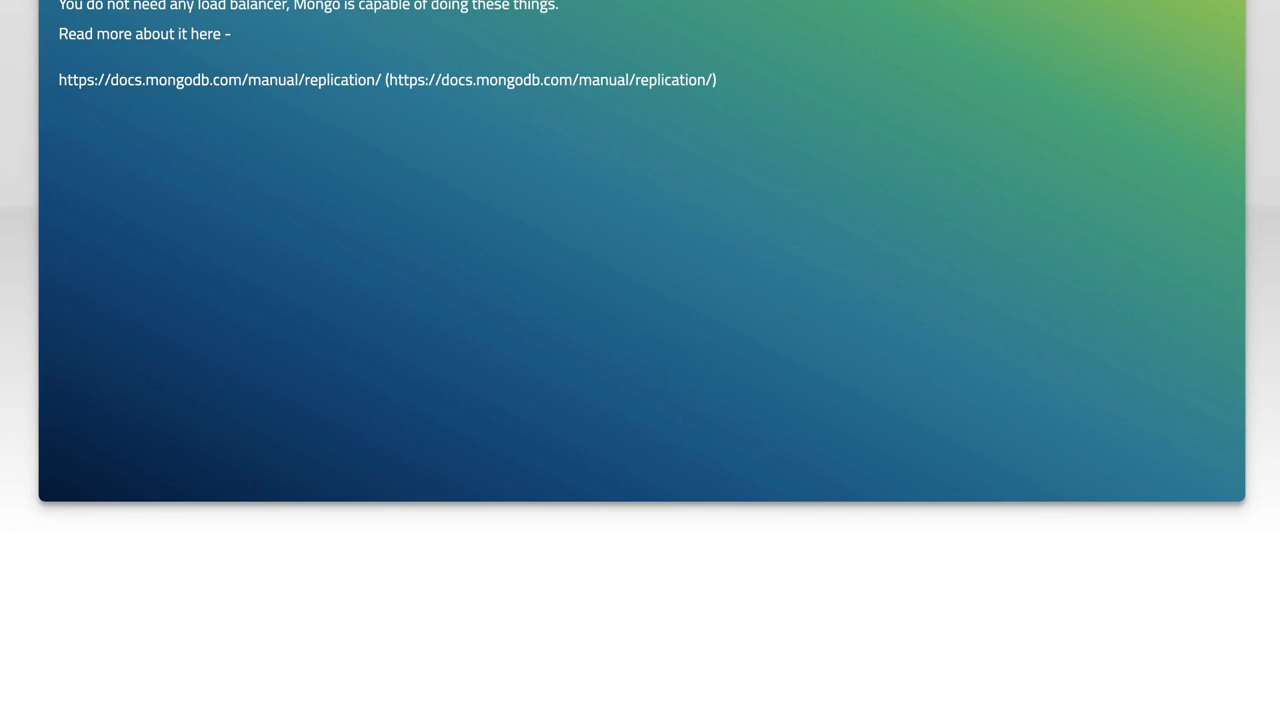 You do not need any load balancer, Mongo is capable of doing these things.
Read more about it here -
https://docs.mongodb.com/manual/replication/ (https://docs.mongodb.com/manual/replication/)